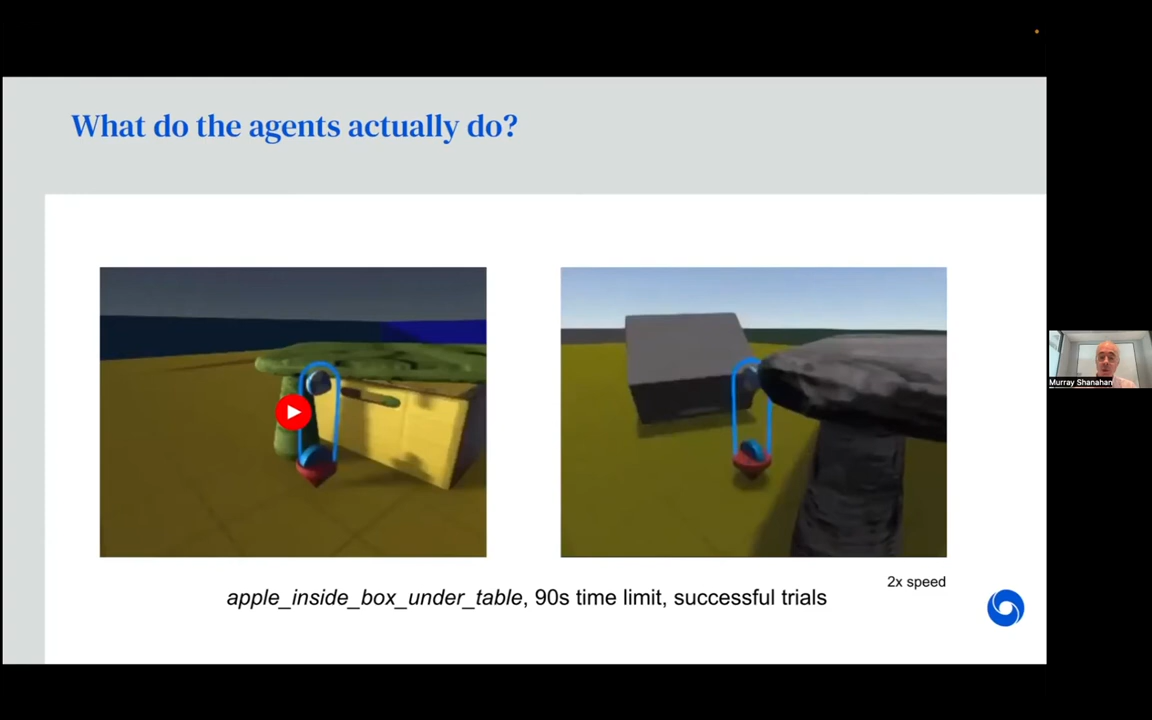 What do the agents actually do?
Murray Shanahan
2x speed
apple_inside_box_under_table, 90s time limit, successful trials